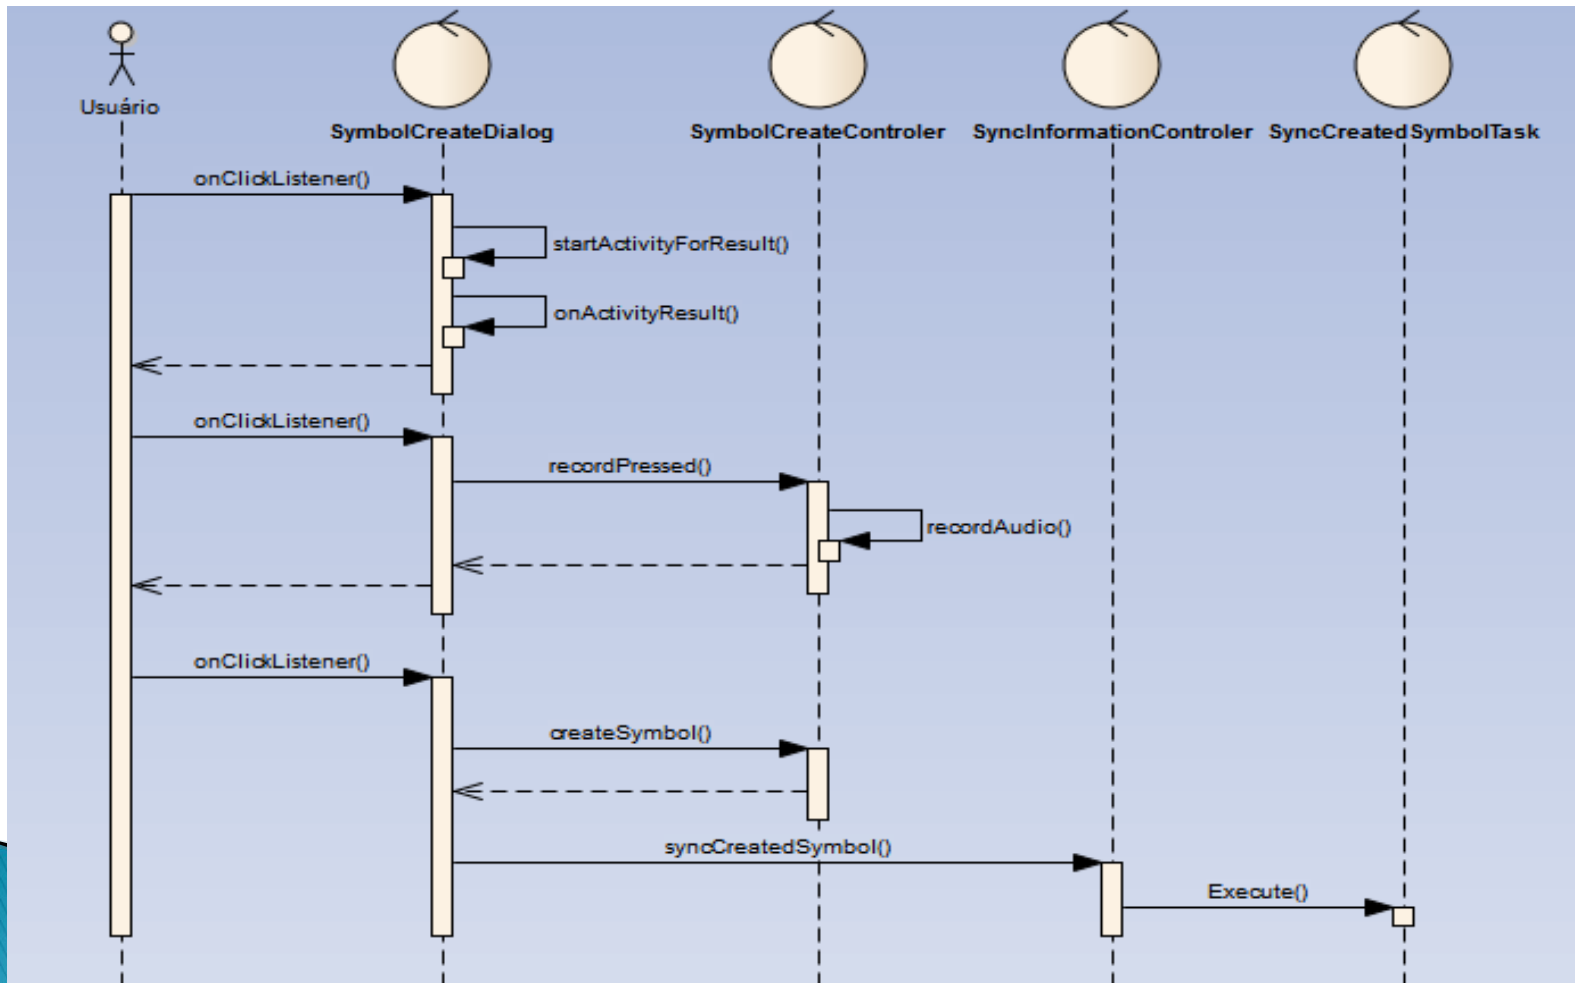 Usuário
SymbolCreateDialog
SymbolCreateControler
SyncInformationControler
SyncCreatedSymbolTask
onClickListener()
startActivityForResult()
onActivityResult()
onClickListener()
recordPressed()
recordAudio()
onClickListener()
createSymbol()
syncCreatedSymbol()
Execute()